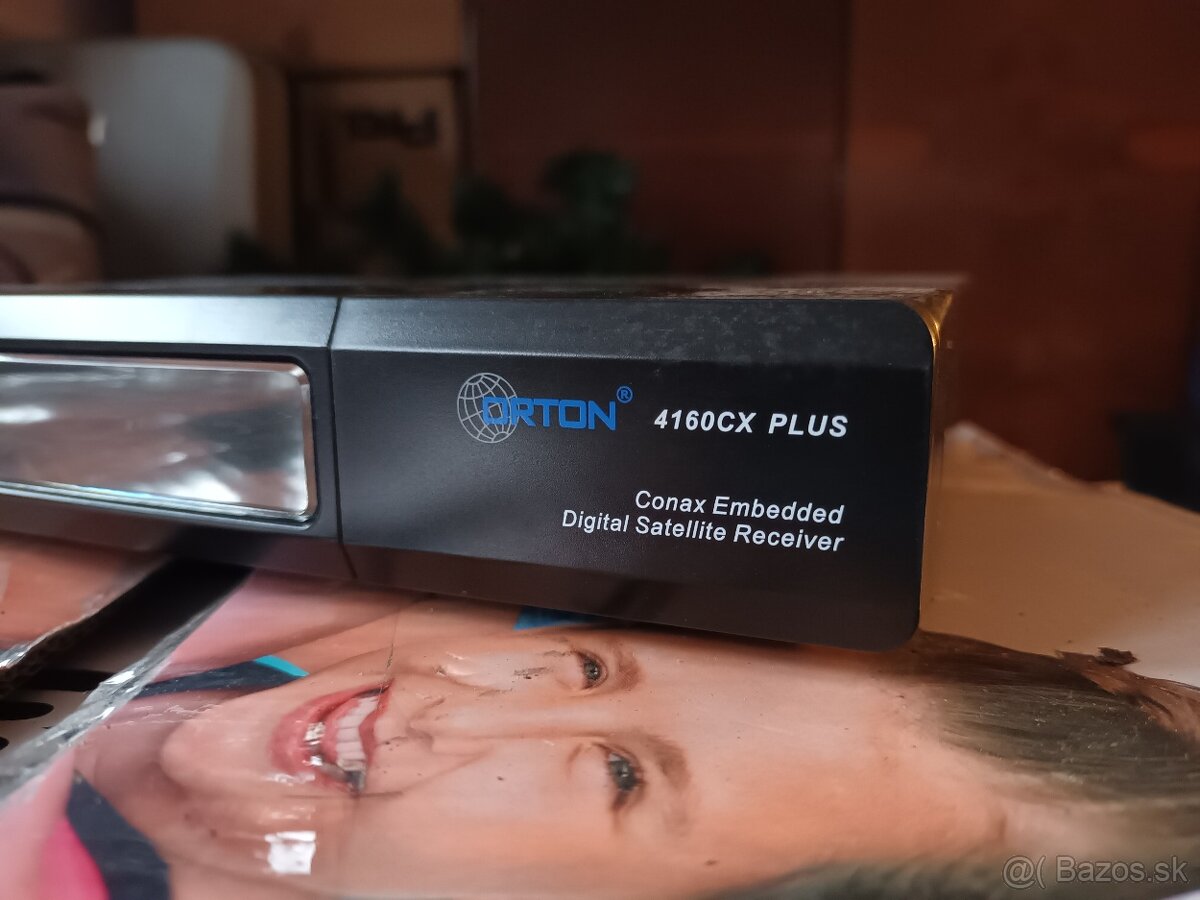 ORTON® 4160CX PLUS
Conax Embedded
Digital Satellite Receiver
@( Bazos.sk